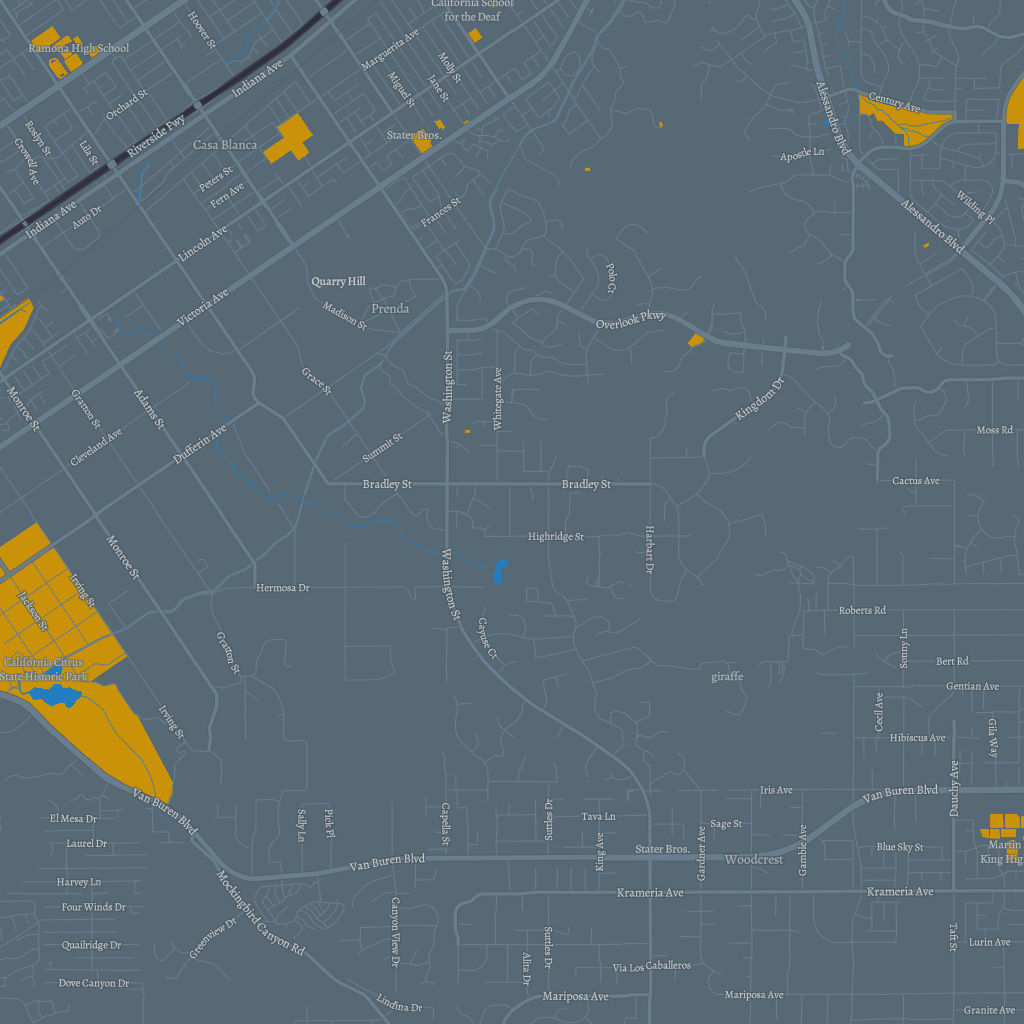 California School
for the Deaf
Hoover St
Ramona High School
Marguerita Ave
Molly St
Indiana Ave
Miguel St
Jane St
Alessandro Blvd
Century Ave
Orchard St
Riverside Fwy
Roslyn St
Crowell Ave
Lila St
Casa Blanca
Stater Bros.
Apostle Ln
Peters St
Fern Ave
Indiana Ave
Auto Dr
Frances St
Wilding Pl
Alessandro Blvd
Lincoln Ave
Quarry Hill
Polo Ct
Victoria Ave
Madison St
Prenda
Overlook Pkwy
Monroe St
Gratton St
Adams St
Grace St
Washington St
Whitegate Ave
Kingdom Dr
Cleveland Ave
Dufferin Ave
Summit St
Moss Rd
Bradley St
Bradley St
Cactus Ave
Monroe St
Highridge St
Harbart Dr
Irving St
Jackson St
Hermosa Dr
Washington St
Roberts Rd
Gratton St
Cayuse Ct
Sonny Ln
California Citrus
State Historic Park
giraffe
Bert Rd
Gentian Ave
Irving St
Cecil Ave
Hibiscus Ave
Gila Way
Van Buren Blvd
Iris Ave
Van Buren Blvd
Dauchy Ave
El Mesa Dr
Sally Ln
Pick Pl
Capella St
Suttles Dr
Tava Ln
Sage St
Laurel Dr
King Ave
Stater Bros.
Gardner Ave
Gamble Ave
Blue Sky St
Martin
King Hig
Van Buren Blvd
Woodcrest
Harvey Ln
Mockingbird Canyon Rd
Krameria Ave
Krameria Ave
Four Winds Dr
Greenview Dr
Canyon View Dr
Suttles Dr
Taft St
Quailridge Dr
Lurin Ave
Alita Dr
Via Los Caballeros
Dove Canyon Dr
Lindina Dr
Mariposa Ave
Mariposa Ave
Granite Ave